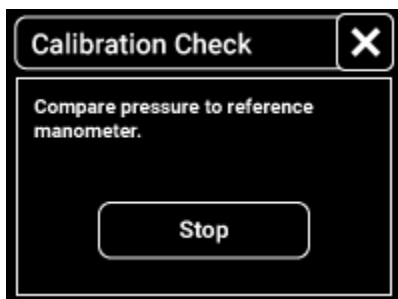 Calibration Check
Compare pressure to reference
manometer.
Stop